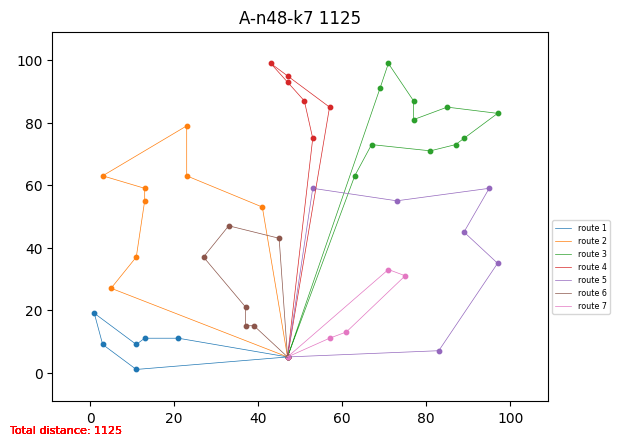 A-n48-k7 1125
100
80
60
40
20
0
0 20 40 60 80 100
route 1
route 2
route 3
route 4
route 5
route 6
route 7
Total distance: 1125